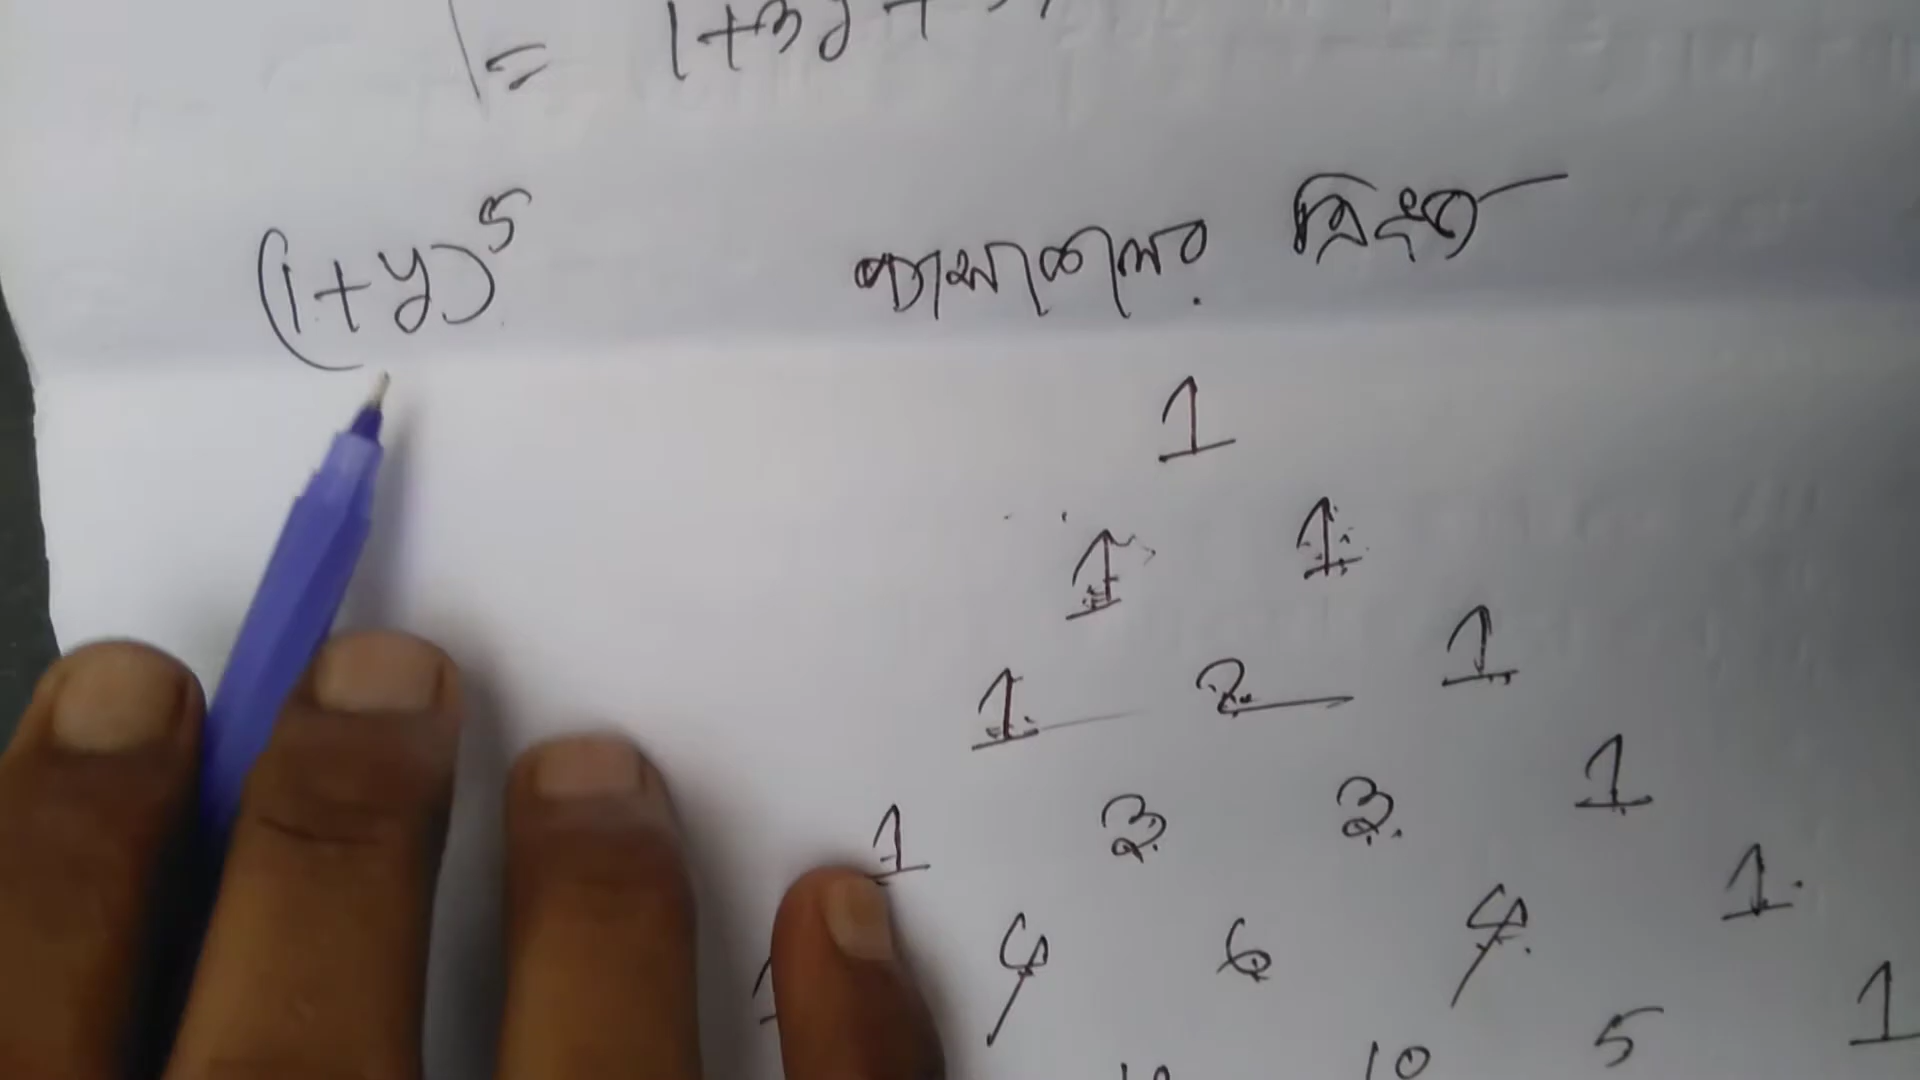 = 1+3y+
(1+y)⁵ প্যাসকেলের ত্রিভুজ
1
1 1
1 2 1
1 3 3 1
1 4 6 4 1
10 10 5 1